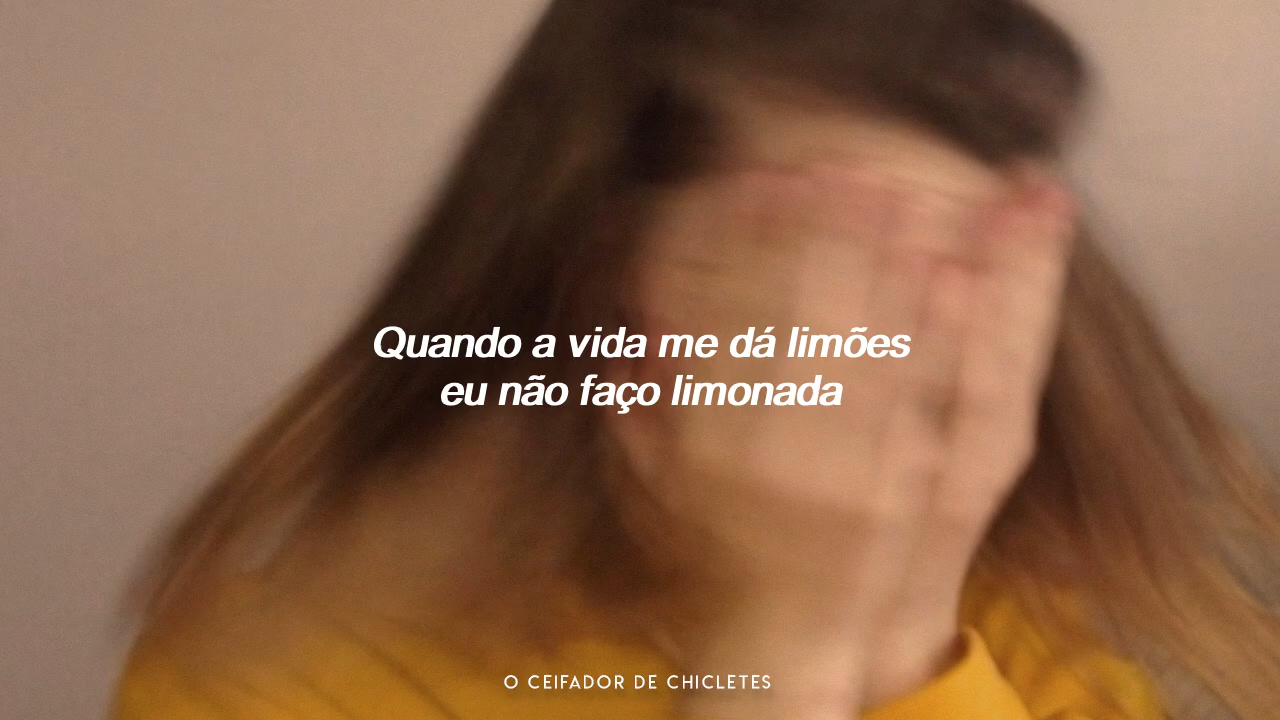 Quando a vida me dá limões
eu não faço limonada
O CEIFADOR DE CHICLETES